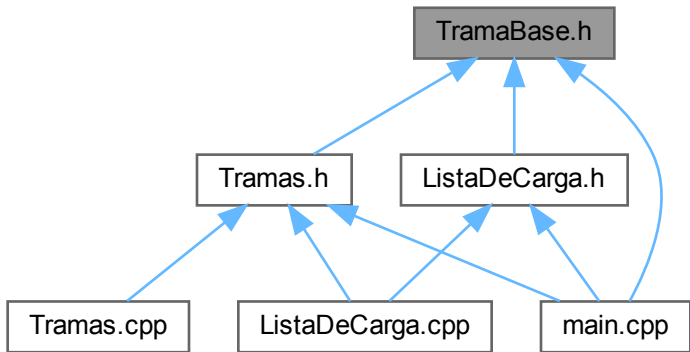 TramaBase.h
Tramas.h
ListaDeCarga.h
Tramas.cpp
ListaDeCarga.cpp
main.cpp